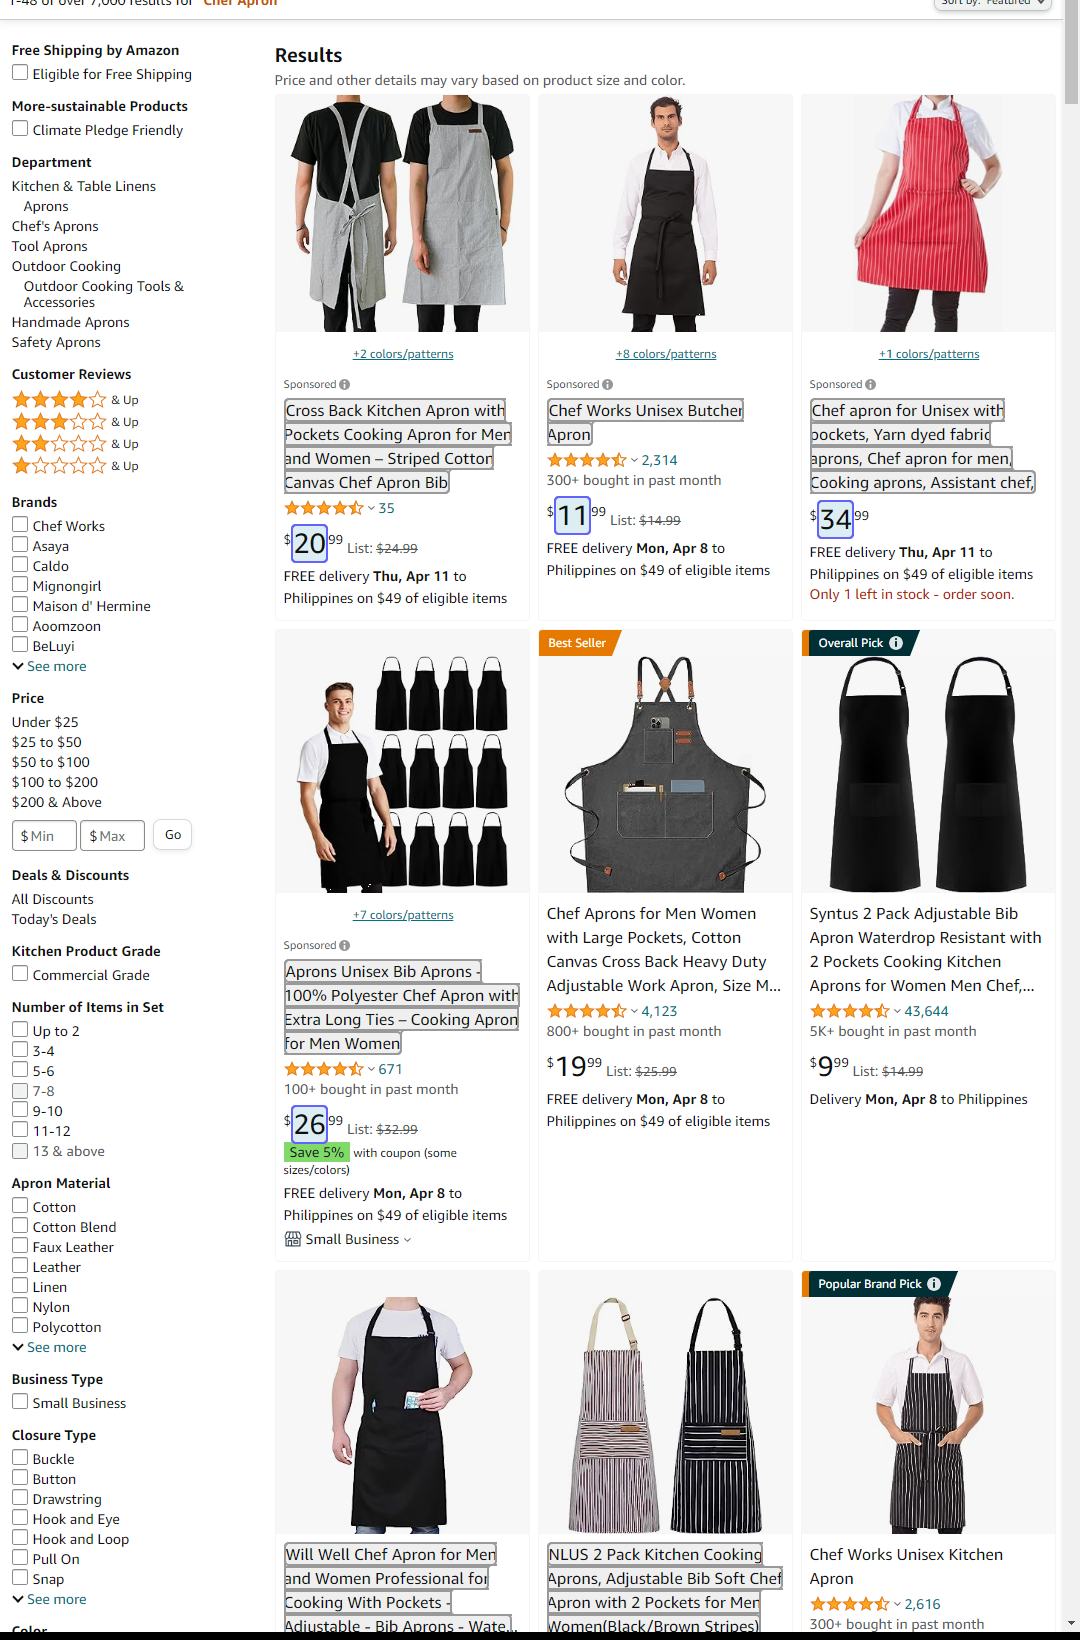 1-48 of over 7,000 results for "Chef Apron"
Sort by: Featured
Free Shipping by Amazon
Eligible for Free Shipping
More-sustainable Products
Climate Pledge Friendly
Department
Kitchen & Table Linens
Aprons
Chef's Aprons
Tool Aprons
Outdoor Cooking
Outdoor Cooking Tools &
Accessories
Handmade Aprons
Safety Aprons
Customer Reviews
& Up
& Up
& Up
& Up
Brands
Chef Works
Asaya
Caldo
Mignongirl
Maison d' Hermine
Aoomzoon
BeLuyi
See more
Price
Under $25
$25 to $50
$50 to $100
$100 to $200
$200 & Above
$ Min $ Max Go
Deals & Discounts
All Discounts
Today's Deals
Kitchen Product Grade
Commercial Grade
Number of Items in Set
Up to 2
3-4
5-6
7-8
9-10
11-12
13 & above
Apron Material
Cotton
Cotton Blend
Faux Leather
Leather
Linen
Nylon
Polycotton
See more
Business Type
Small Business
Closure Type
Buckle
Button
Drawstring
Hook and Eye
Hook and Loop
Pull On
Snap
See more
Color
Results
Price and other details may vary based on product size and color.
+2 colors/patterns
Sponsored
Cross Back Kitchen Apron with
Pockets Cooking Apron for Men
and Women – Striped Cotton
Canvas Chef Apron Bib
35
$20.99 List: $24.99
FREE delivery Thu, Apr 11 to
Philippines on $49 of eligible items
+8 colors/patterns
Sponsored
Chef Works Unisex Butcher
Apron
2,314
300+ bought in past month
$11.99 List: $14.99
FREE delivery Mon, Apr 8 to
Philippines on $49 of eligible items
+1 colors/patterns
Sponsored
Chef apron for Unisex with
pockets, Yarn dyed fabric
aprons, Chef apron for men,
Cooking aprons, Assistant chef,
$34.99
FREE delivery Thu, Apr 11 to
Philippines on $49 of eligible items
Only 1 left in stock - order soon.
+7 colors/patterns
Sponsored
Aprons Unisex Bib Aprons -
100% Polyester Chef Apron with
Extra Long Ties – Cooking Apron
for Men Women
671
100+ bought in past month
$26.99 List: $32.99
Save 5% with coupon (some
sizes/colors)
FREE delivery Mon, Apr 8 to
Philippines on $49 of eligible items
Small Business
Best Seller
Chef Aprons for Men Women
with Large Pockets, Cotton
Canvas Cross Back Heavy Duty
Adjustable Work Apron, Size M...
4,123
800+ bought in past month
$19.99 List: $25.99
FREE delivery Mon, Apr 8 to
Philippines on $49 of eligible items
Overall Pick
Syntus 2 Pack Adjustable Bib
Apron Waterdrop Resistant with
2 Pockets Cooking Kitchen
Aprons for Women Men Chef,...
43,644
5K+ bought in past month
$9.99 List: $14.99
Delivery Mon, Apr 8 to Philippines
Will Well Chef Apron for Men
and Women Professional for
Cooking With Pockets -
Adjustable - Bib Aprons - Wate...
NLUS 2 Pack Kitchen Cooking
Aprons, Adjustable Bib Soft Chef
Apron with 2 Pockets for Men
Women(Black/Brown Stripes)
Popular Brand Pick
Chef Works Unisex Kitchen
Apron
2,616
300+ bought in past month